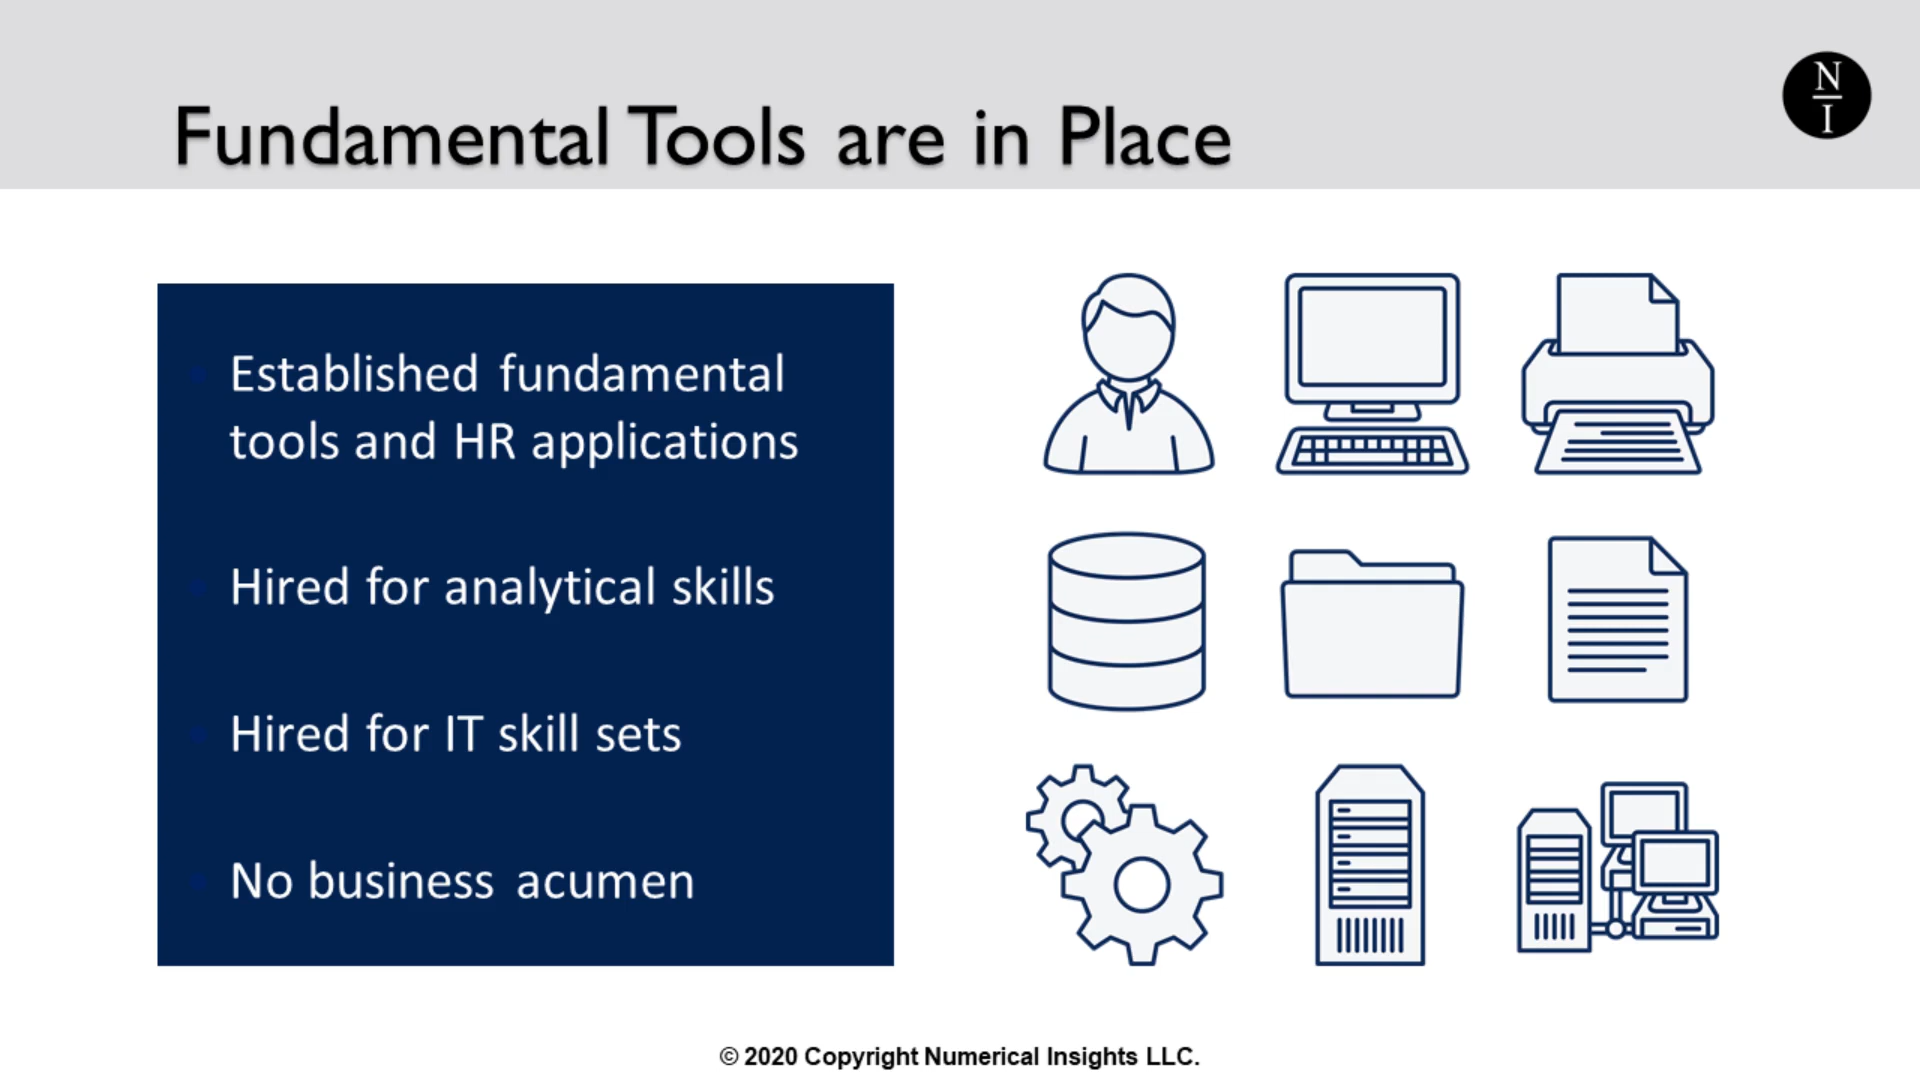 Fundamental Tools are in Place
N
I
Established fundamental
tools and HR applications
Hired for analytical skills
Hired for IT skill sets
No business acumen
© 2020 Copyright Numerical Insights LLC.